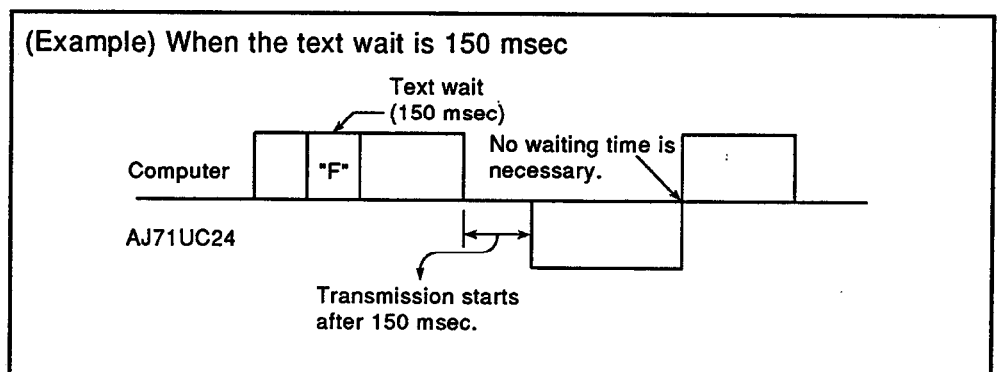 (Example) When the text wait is 150 msec
Text wait
(150 msec)
No waiting time is
necessary.
Computer
"F"
AJ71UC24
Transmission starts
after 150 msec.